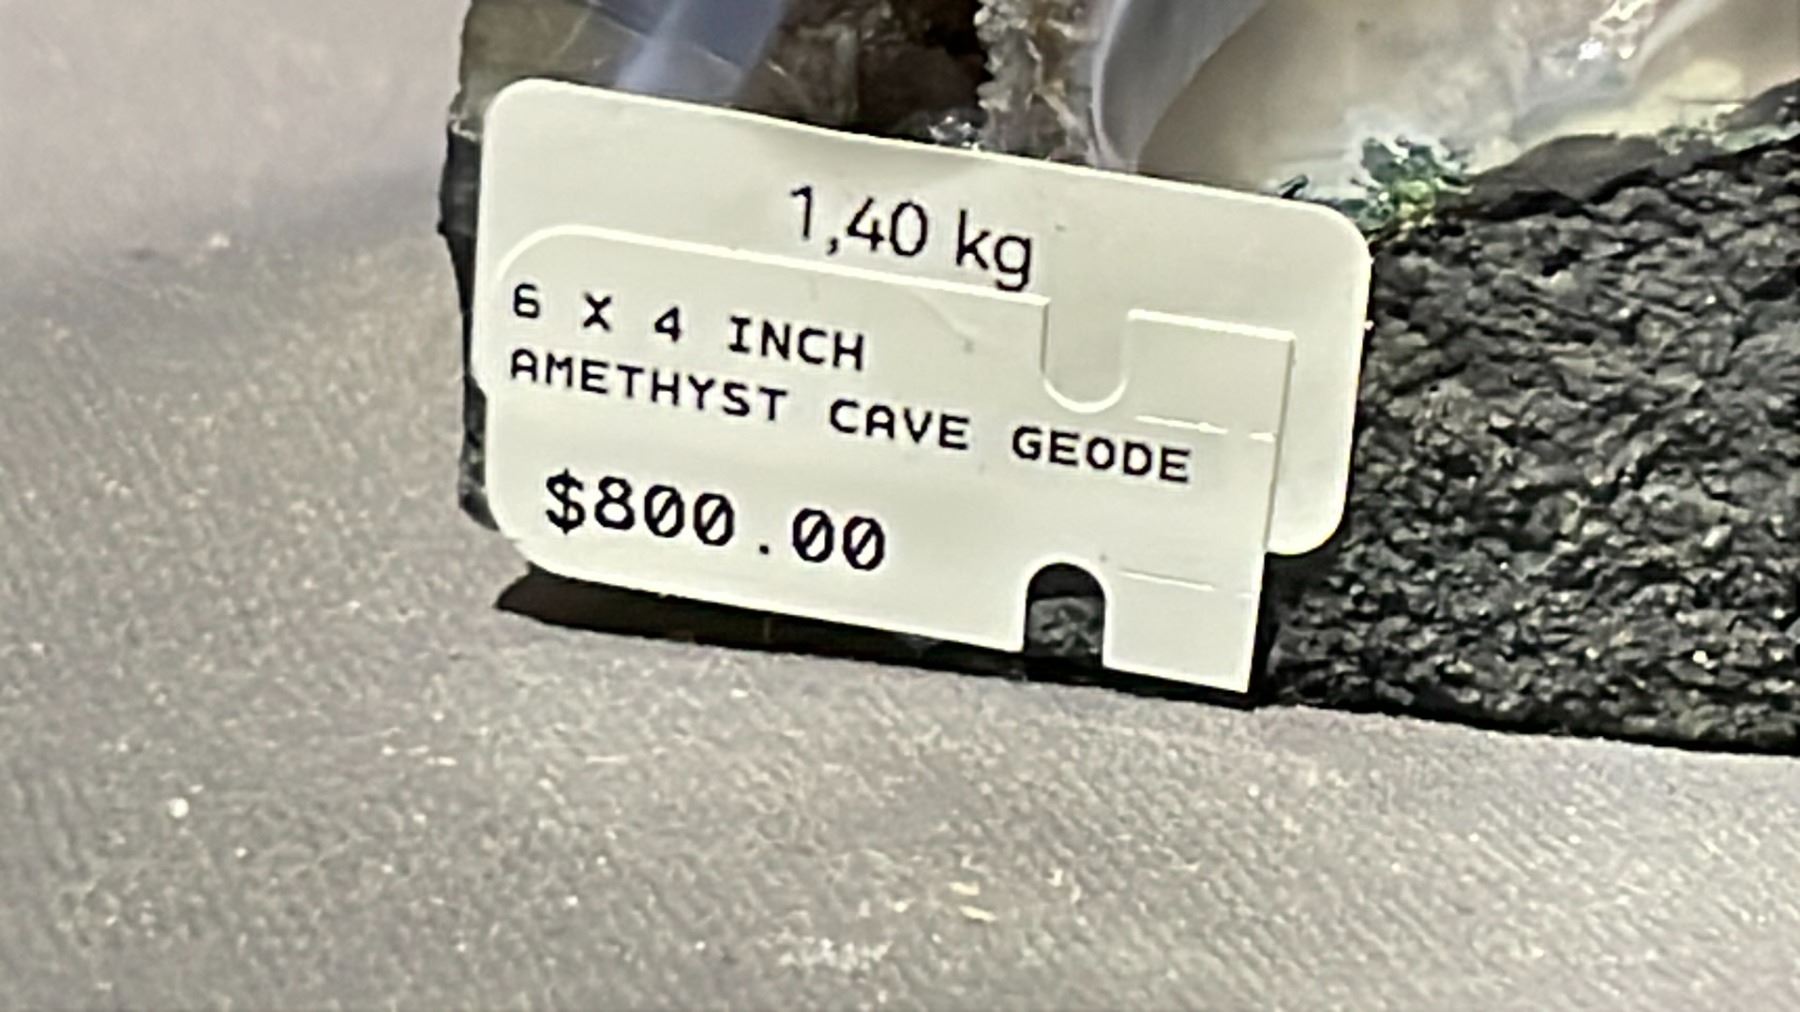 1,40 kg
6 X 4 INCH
AMETHYST CAVE GEODE
$800.00